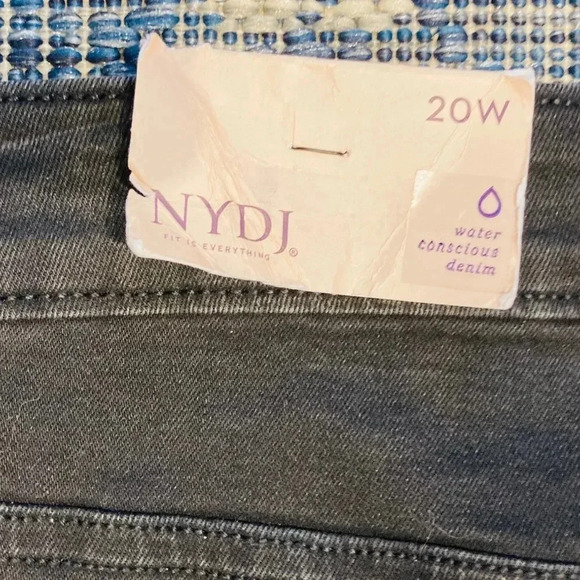 20W
NYDJ®
FIT IS EVERYTHING
water
conscious
denim